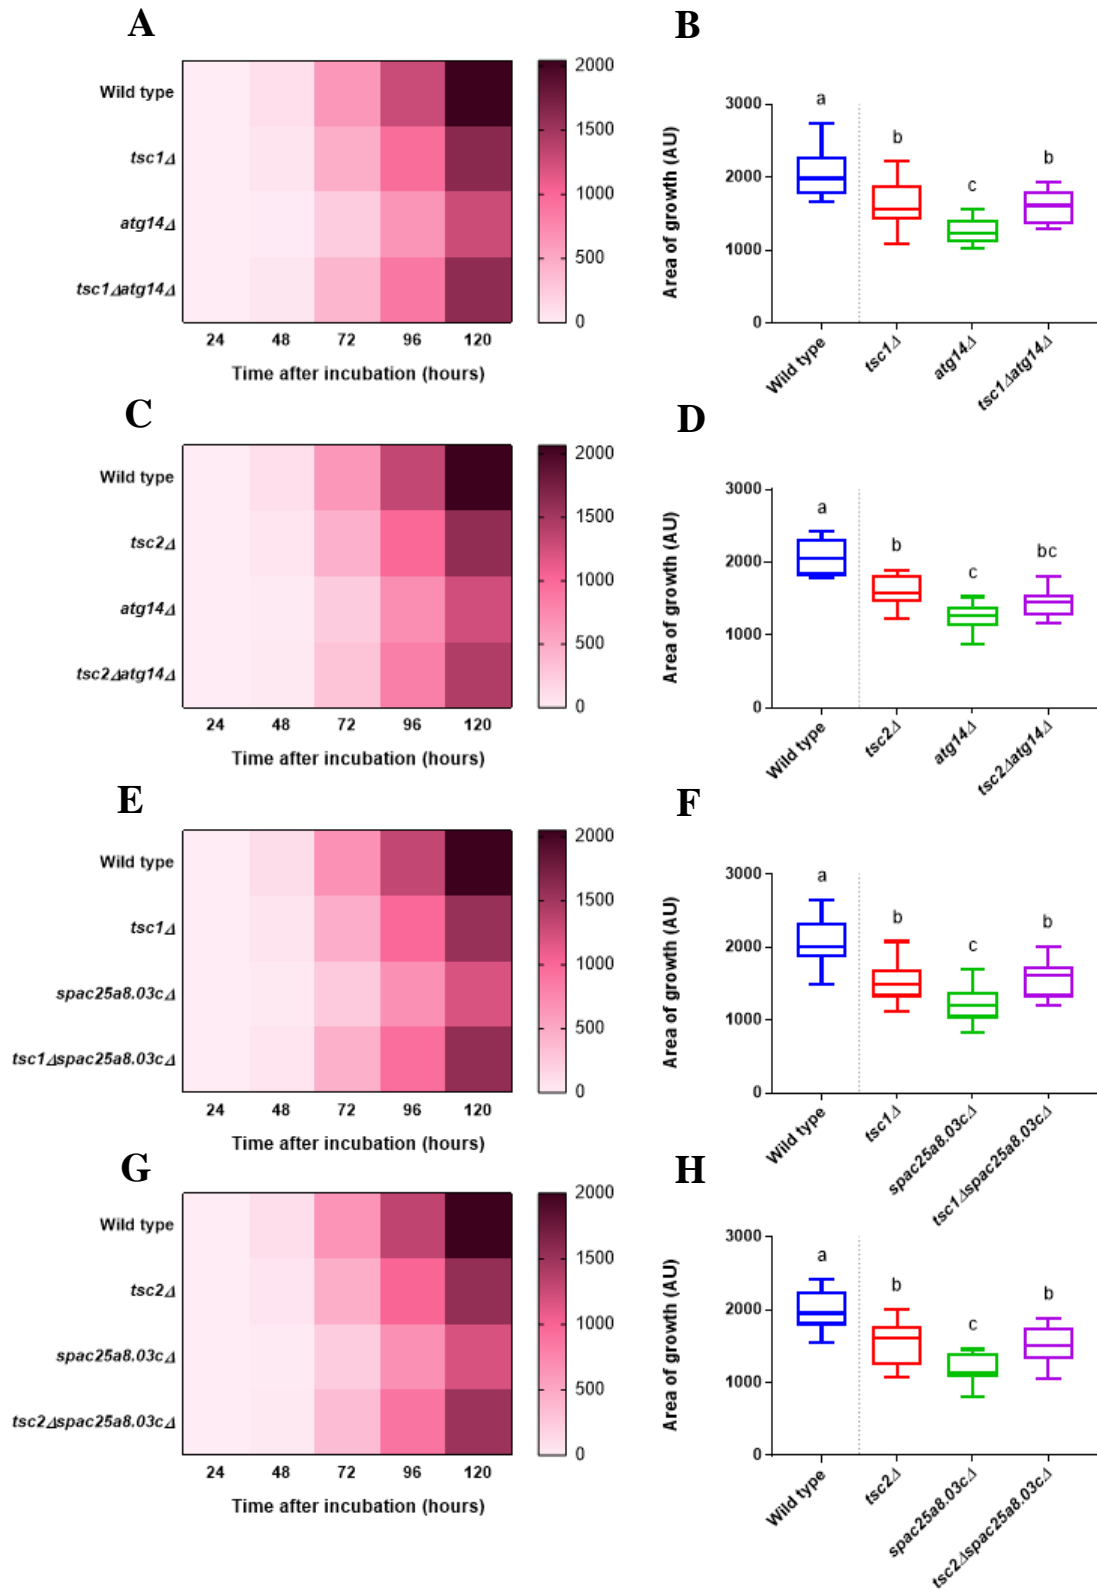 A
Wild type
tsc1Δ
atg14Δ
tsc1Δatg14Δ
24 48 72 96 120
Time after incubation (hours)
2000
1500
1000
500
0
B
Area of growth (AU)
3000
2000
1000
0
a
b
c
b
Wild type
tsc1Δ
atg14Δ
tsc1Δatg14Δ
C
Wild type
tsc2Δ
atg14Δ
tsc2Δatg14Δ
24 48 72 96 120
Time after incubation (hours)
2000
1500
1000
500
0
D
Area of growth (AU)
3000
2000
1000
0
a
b
c
bc
Wild type
tsc2Δ
atg14Δ
tsc2Δatg14Δ
E
Wild type
tsc1Δ
spac25a8.03cΔ
tsc1Δspac25a8.03cΔ
24 48 72 96 120
Time after incubation (hours)
2000
1500
1000
500
0
F
Area of growth (AU)
3000
2000
1000
0
a
b
c
b
Wild type
tsc1Δ
spac25a8.03cΔ
tsc1Δspac25a8.03cΔ
G
Wild type
tsc2Δ
spac25a8.03cΔ
tsc2Δspac25a8.03cΔ
24 48 72 96 120
Time after incubation (hours)
2000
1500
1000
500
0
H
Area of growth (AU)
3000
2000
1000
0
a
b
c
b
Wild type
tsc2Δ
spac25a8.03cΔ
tsc2Δspac25a8.03cΔ